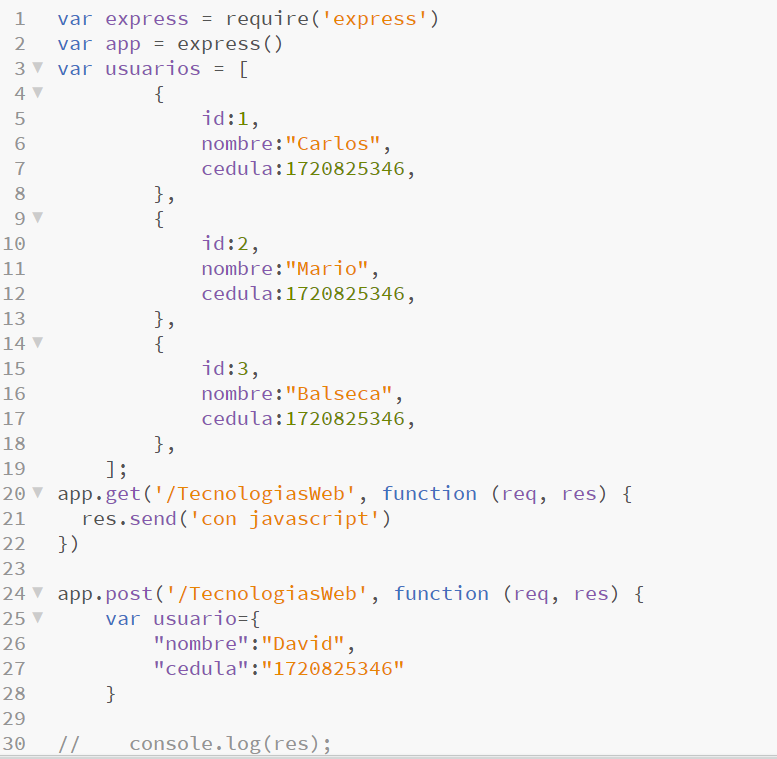 1 var express = require('express')
2 var app = express()
3 var usuarios = [
4 {
5 id:1,
6 nombre:"Carlos",
7 cedula:1720825346,
8 },
9 {
10 id:2,
11 nombre:"Mario",
12 cedula:1720825346,
13 },
14 {
15 id:3,
16 nombre:"Balseca",
17 cedula:1720825346,
18 },
19 ];
20 app.get('/TecnologiasWeb', function (req, res) {
21 res.send('con javascript')
22 })
23
24 app.post('/TecnologiasWeb', function (req, res) {
25 var usuario={
26 "nombre":"David",
27 "cedula":"1720825346"
28 }
29
30 // console.log(res);